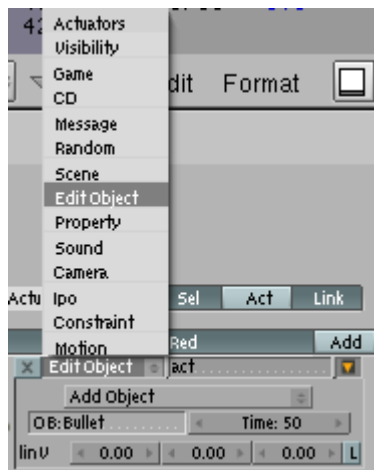 42
Actuators
Visibility
Game
CD
dit Format
Message
Random
Scene
Edit Object
Property
Sound
Camera
Actu Ipo Sel Act Link
Constraint
Motion Red Add
Edit Object act
Add Object
OB:Bullet Time: 50
linV 0.00 0.00 0.00 L